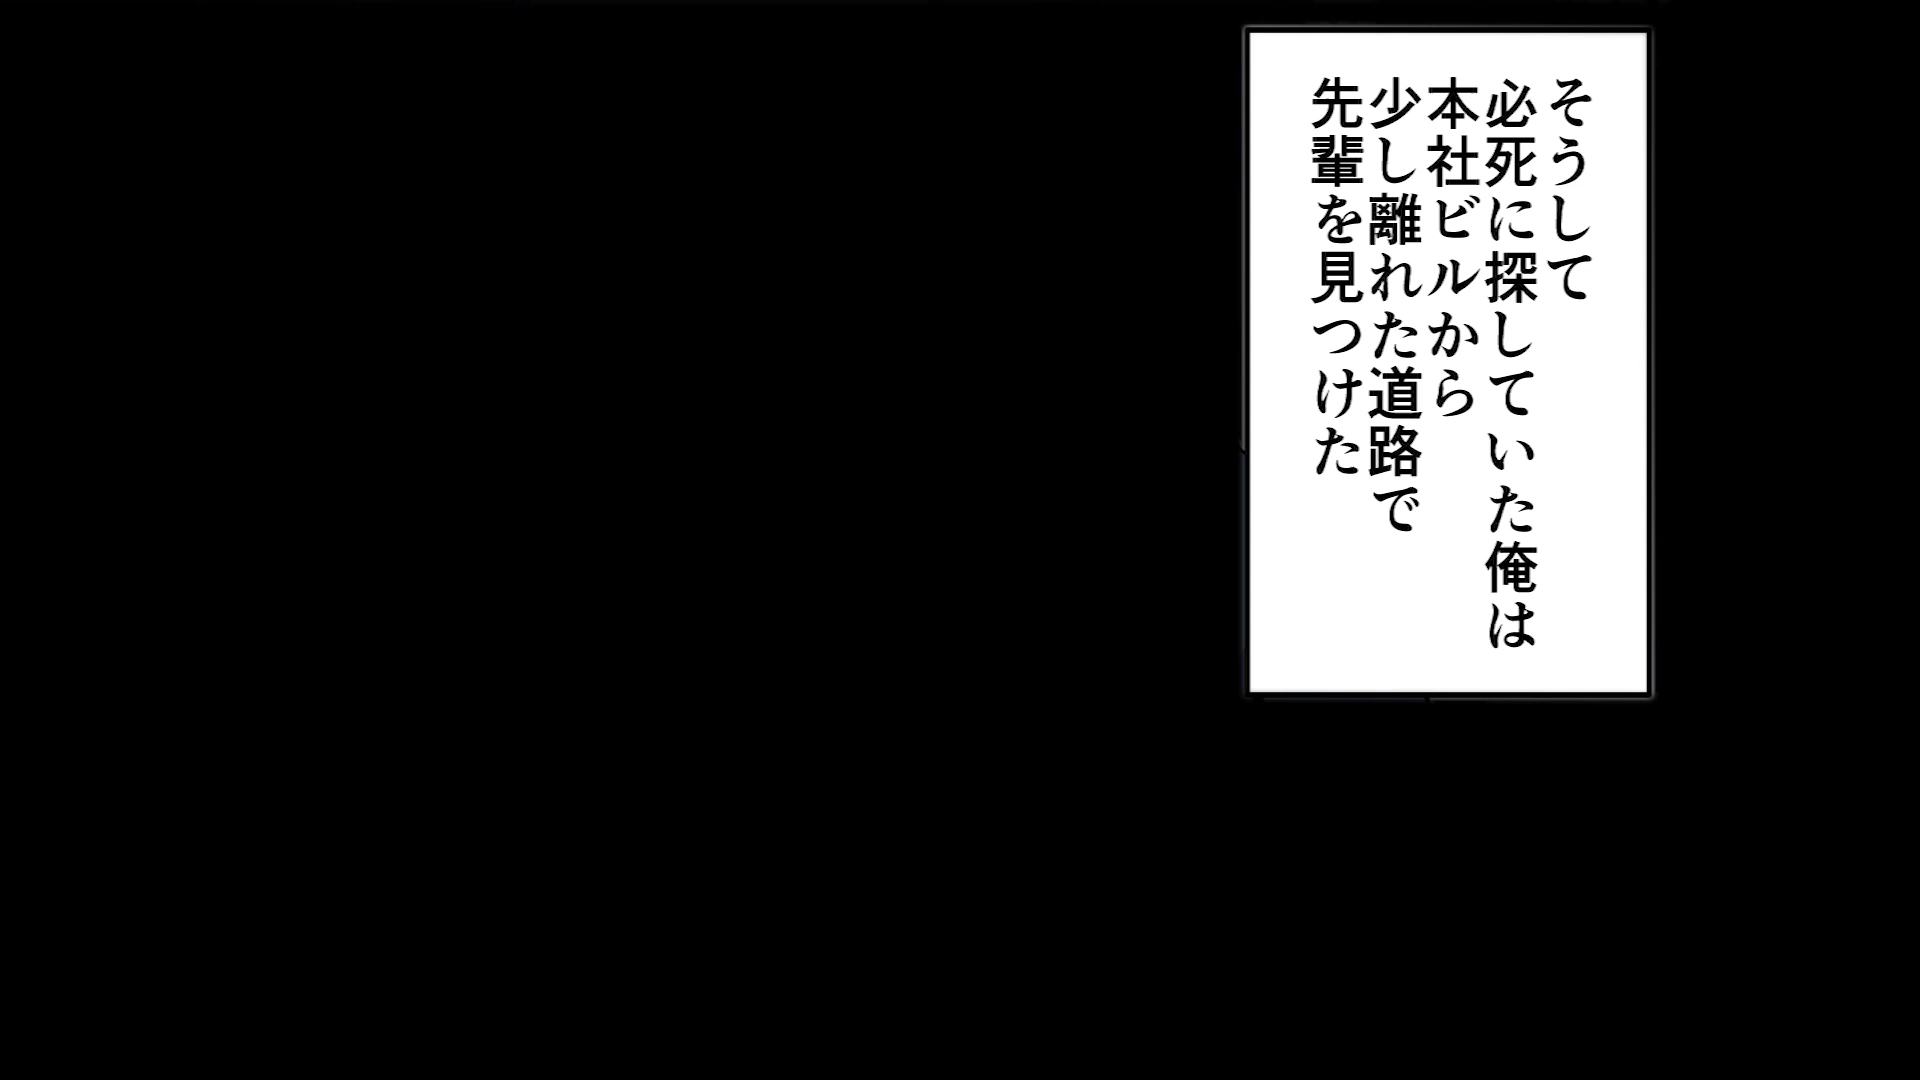 そうして
必死に探していた俺は
本社ビルから
少し離れた道路で
先輩を見つけた